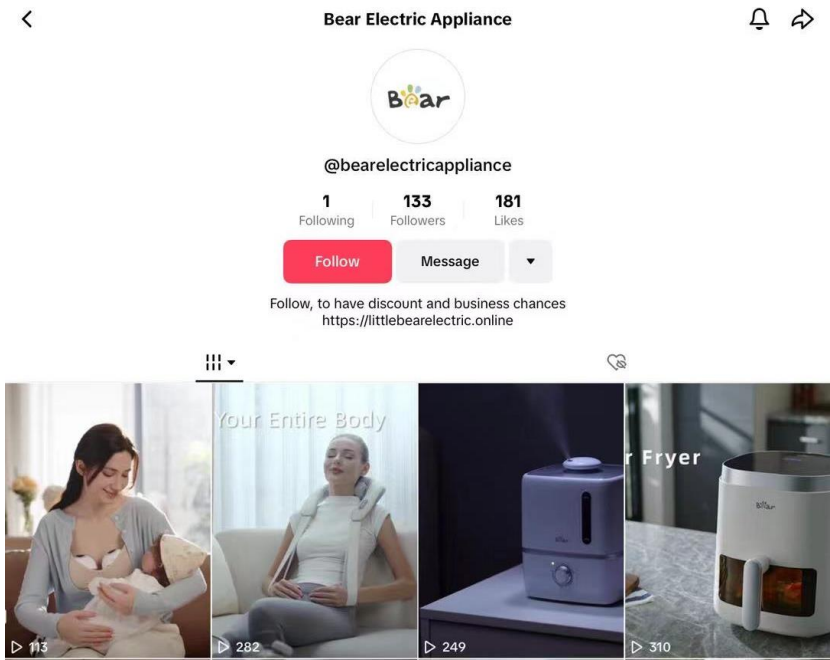 Bear Electric Appliance
Bear
@bearelectricappliance
1 133 181
Following Followers Likes
Follow Message
Follow, to have discount and business chances
https://littlebearelectric.online
Your Entire Body
r Fryer
Bear
Bear
113 282 249 310